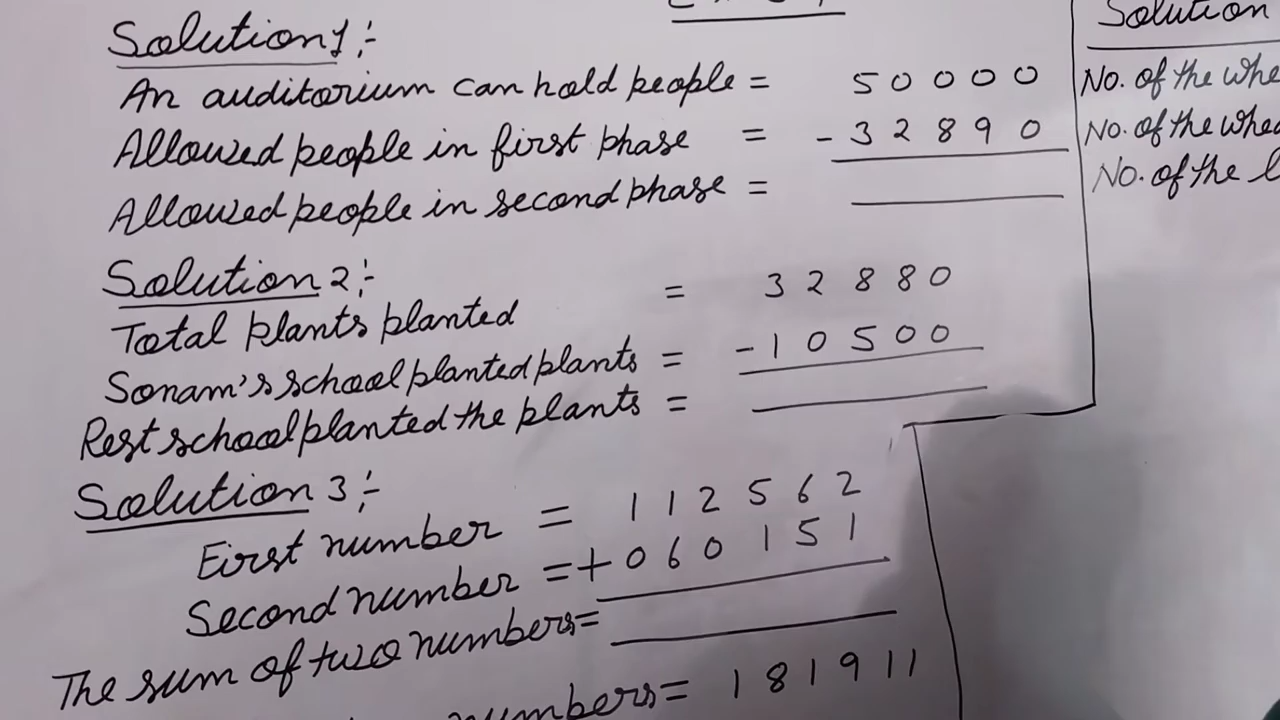 Solution 1:-
An auditorium can hold people = 50000
Allowed people in first phase = -32890
Allowed people in second phase =
Solution 2:-
Total plants planted = 32880
Sonam's school planted plants = -10500
Rest school planted the plants =
Solution 3:-
First number = 112562
Second number = +060151
The sum of two numbers =
numbers = 181911
Solution
No. of the whe
No. of the whea
No. of the l